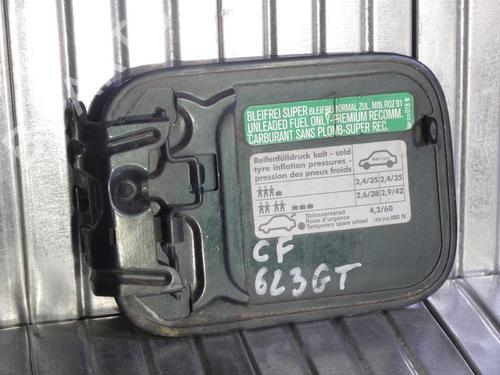 BLEIFREI SUPER BLEIFREI NORMAL ZUL. MIN. ROZ 91
UNLEADED FUEL ONLY-PREMIUM RECOMM.
CARBURANT SANS PLOMB-SUPER REC.
Reifenfülldruck kalt - cold
tyre inflation pressures -
pression des pneus froids
bar/psi
2,4/35 2,4/35
2,6/38 2,9/42
Notreserverad
Roue d'urgence
Temporary spare wheel
4,2/60
CF
6L3GT